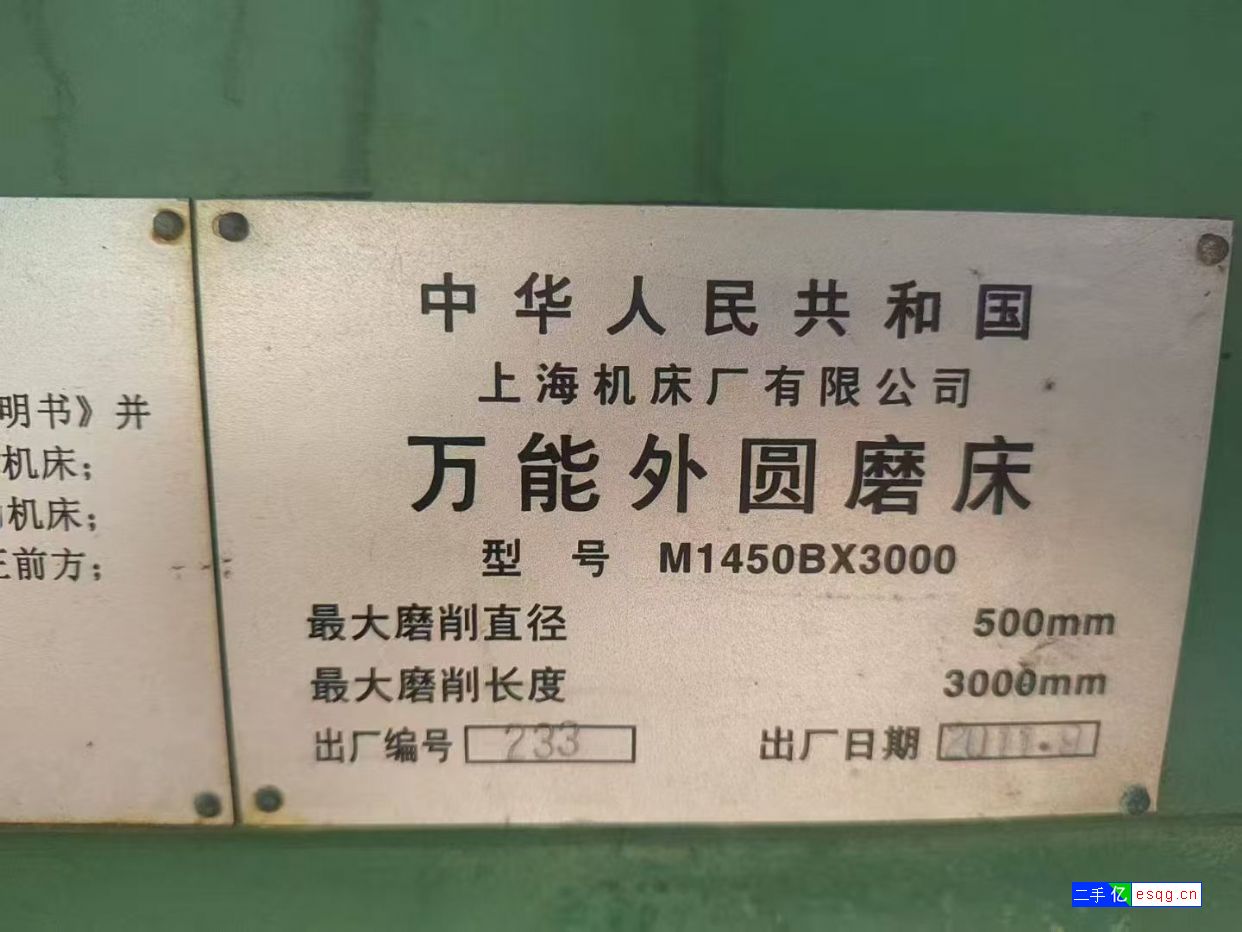 明书》并
机床；
机床；
正前方；
中华人民共和国
上海机床厂有限公司
万能外圆磨床
型号 M1450BX3000
最大磨削直径 500mm
最大磨削长度 3000mm
出厂编号 233 出厂日期 2011.9
二手亿 esqg.cn